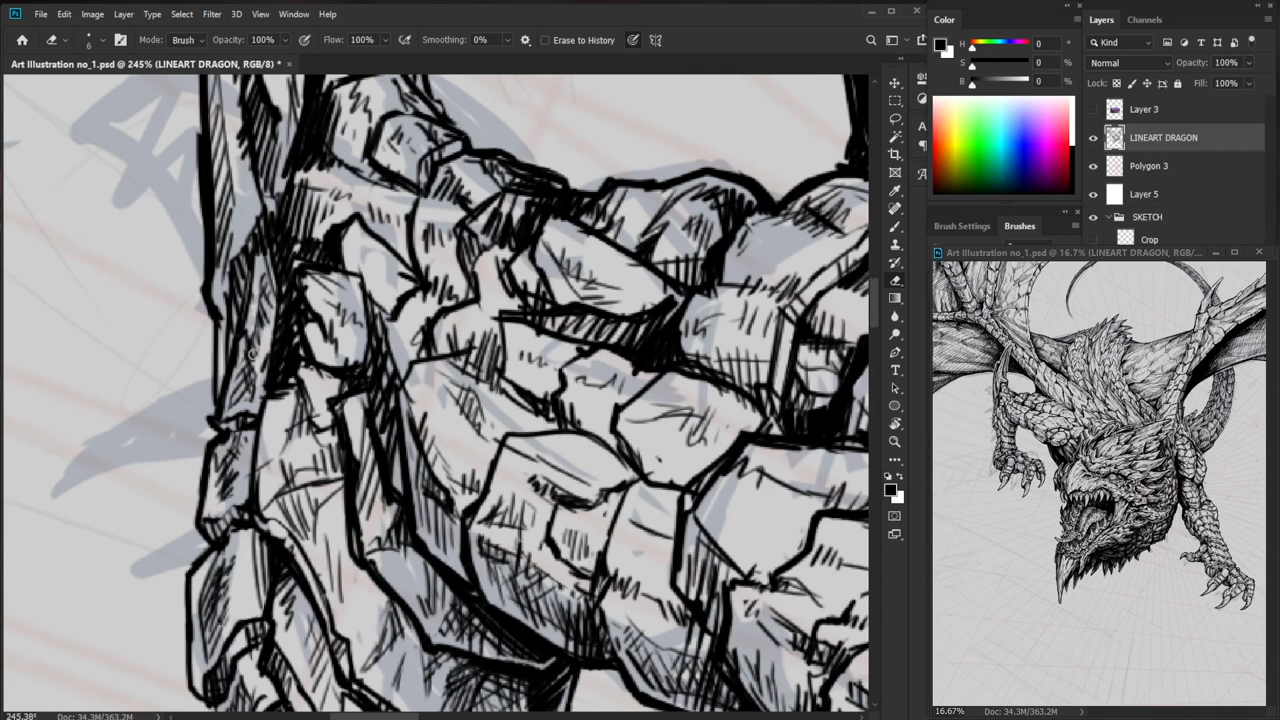 File Edit Image Layer Type Select Filter 3D View Window Help
6 Mode: Brush Opacity: 100% Flow: 100% Smoothing: 0% Erase to History
Art Illustration no_1.psd @ 245% (LINEART DRAGON, RGB/8) *
245.38% Doc: 34.3M/363.2M
Color
H 0 °
S 0 %
B 0 %
Brush Settings Brushes
Layers Channels
Kind
Normal Opacity: 100%
Lock: Fill: 100%
Layer 3
LINEART DRAGON
Polygon 3
Layer 5
SKETCH
Crop
Art Illustration no_1.psd @ 16.7% (LINEART DRAGON, RGB/...
16.67% Doc: 34.3M/363.2M